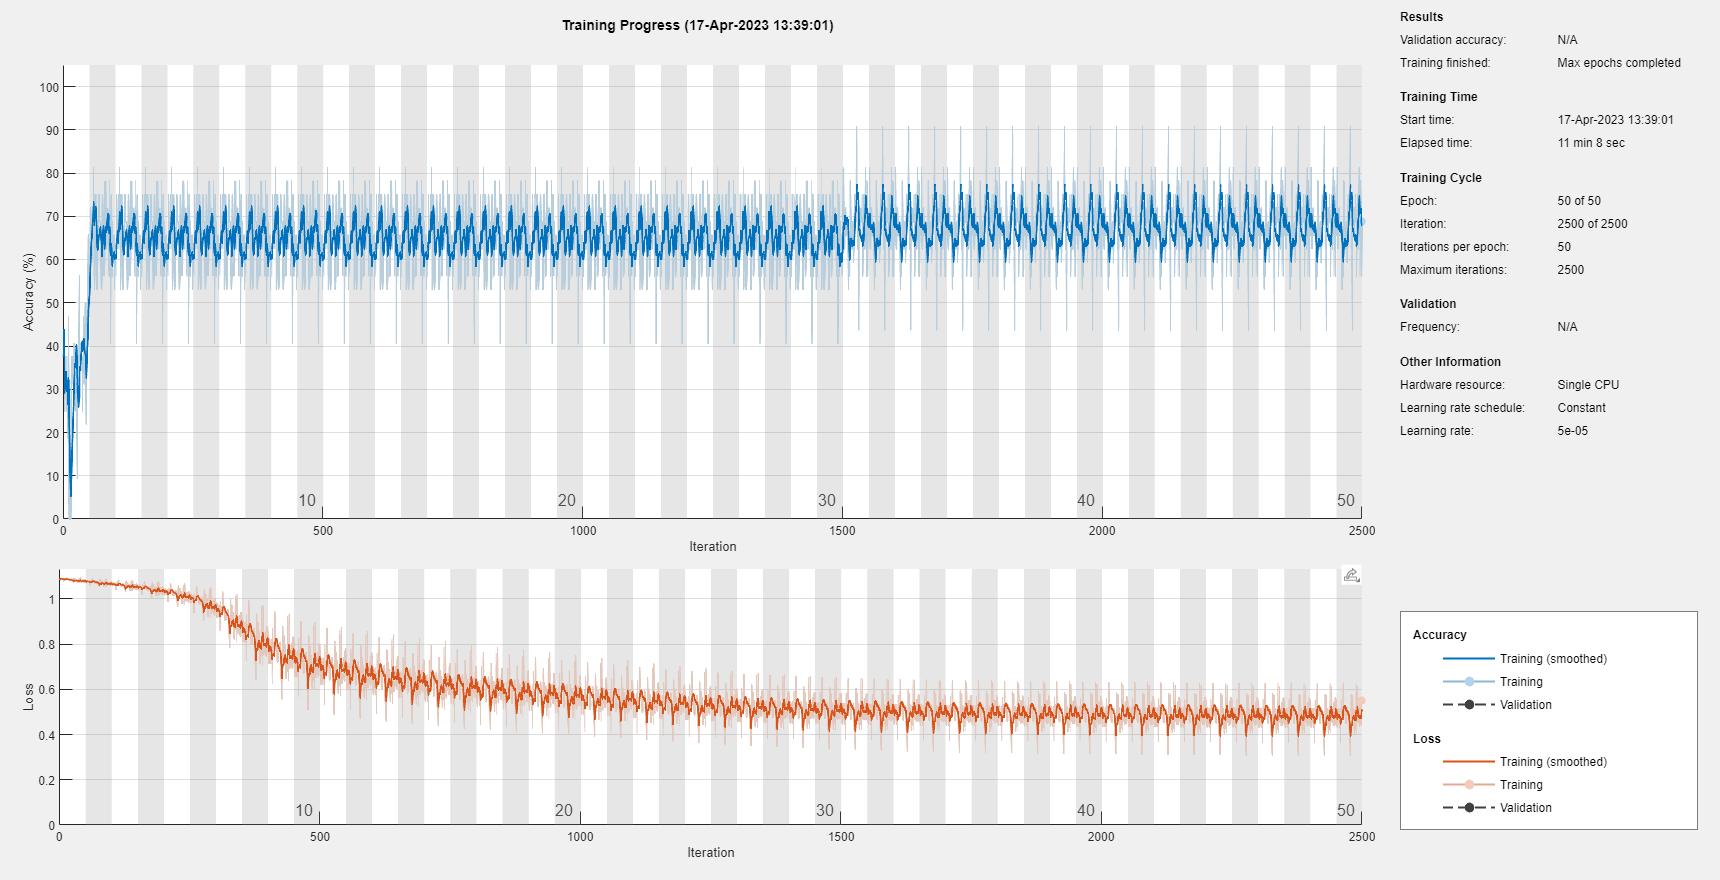 Training Progress (17-Apr-2023 13:39:01)
100
90
80
70
60
50
40
30
20
10
0
Accuracy (%)
10
20
30
40
50
0
500
1000
1500
2000
2500
Iteration
1
0.8
0.6
0.4
0.2
0
Loss
10
20
30
40
50
0
500
1000
1500
2000
2500
Iteration
Results
Validation accuracy: N/A
Training finished: Max epochs completed
Training Time
Start time: 17-Apr-2023 13:39:01
Elapsed time: 11 min 8 sec
Training Cycle
Epoch: 50 of 50
Iteration: 2500 of 2500
Iterations per epoch: 50
Maximum iterations: 2500
Validation
Frequency: N/A
Other Information
Hardware resource: Single CPU
Learning rate schedule: Constant
Learning rate: 5e-05
Accuracy
Training (smoothed)
Training
Validation
Loss
Training (smoothed)
Training
Validation